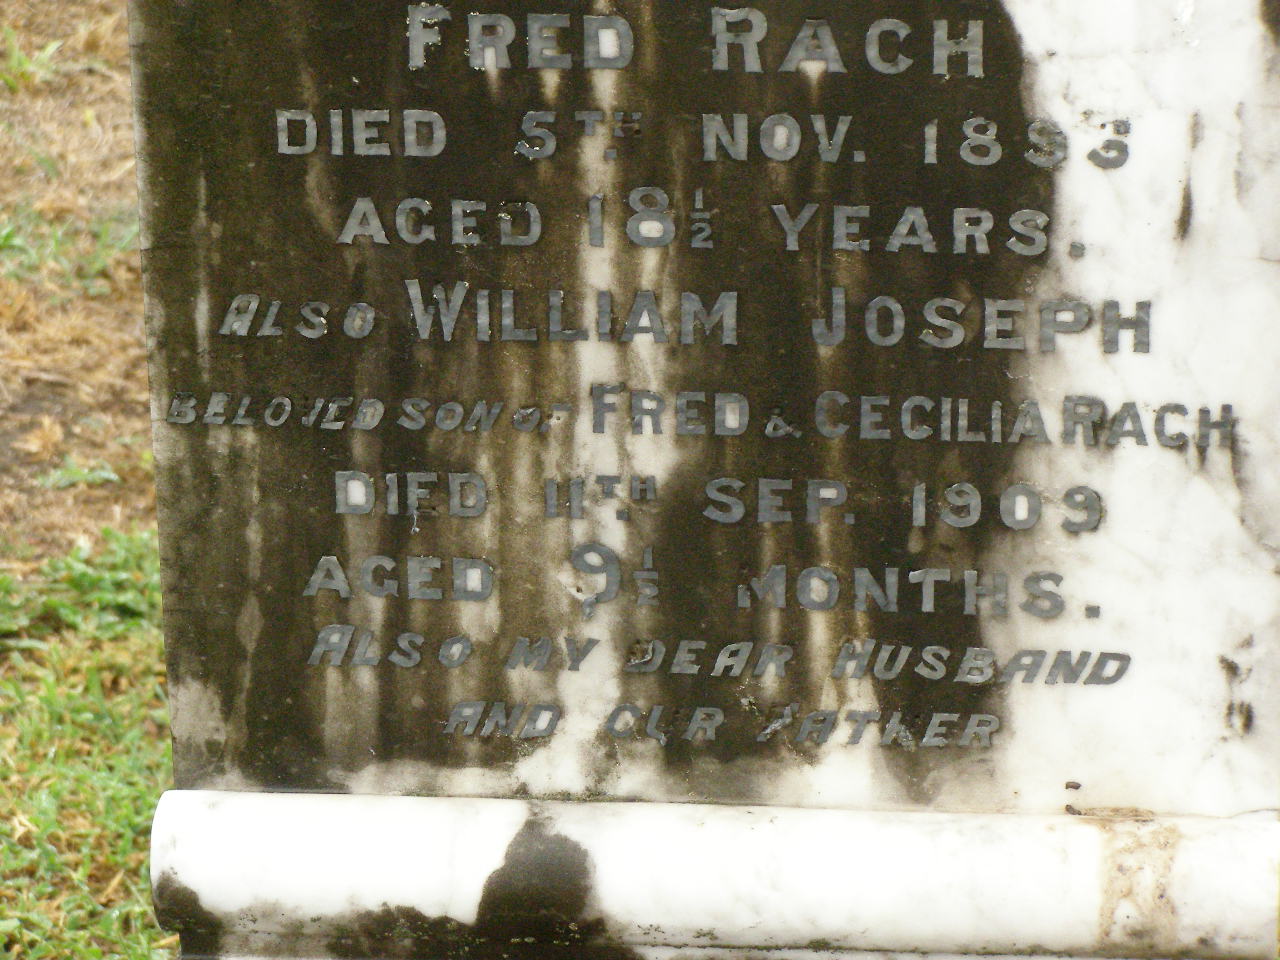 FRED RACH
DIED 5TH NOV. 1893
AGED 18½ YEARS.
ALSO WILLIAM JOSEPH
BELOVED SON OF FRED & CECILIA RACH
DIED 11TH SEP. 1909
AGED 9½ MONTHS.
ALSO MY DEAR HUSBAND
AND OUR FATHER